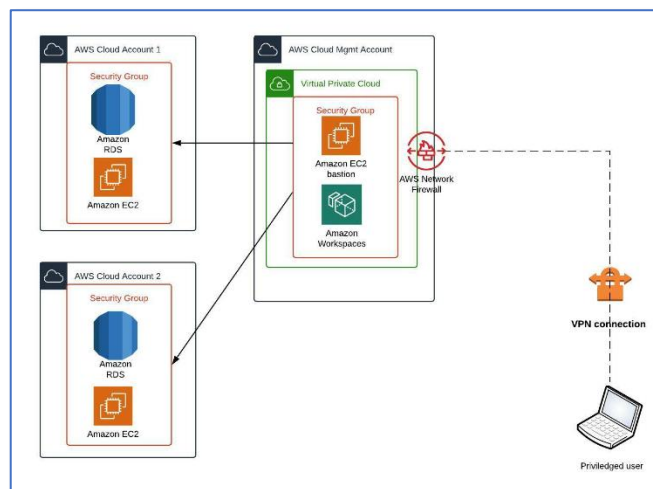 AWS Cloud Account 1
Security Group
Amazon
RDS
Amazon EC2
AWS Cloud Mgmt Account
Virtual Private Cloud
Security Group
Amazon EC2
bastion
Amazon
Workspaces
AWS Network
Firewall
AWS Cloud Account 2
Security Group
Amazon
RDS
Amazon EC2
VPN connection
Priviledged user